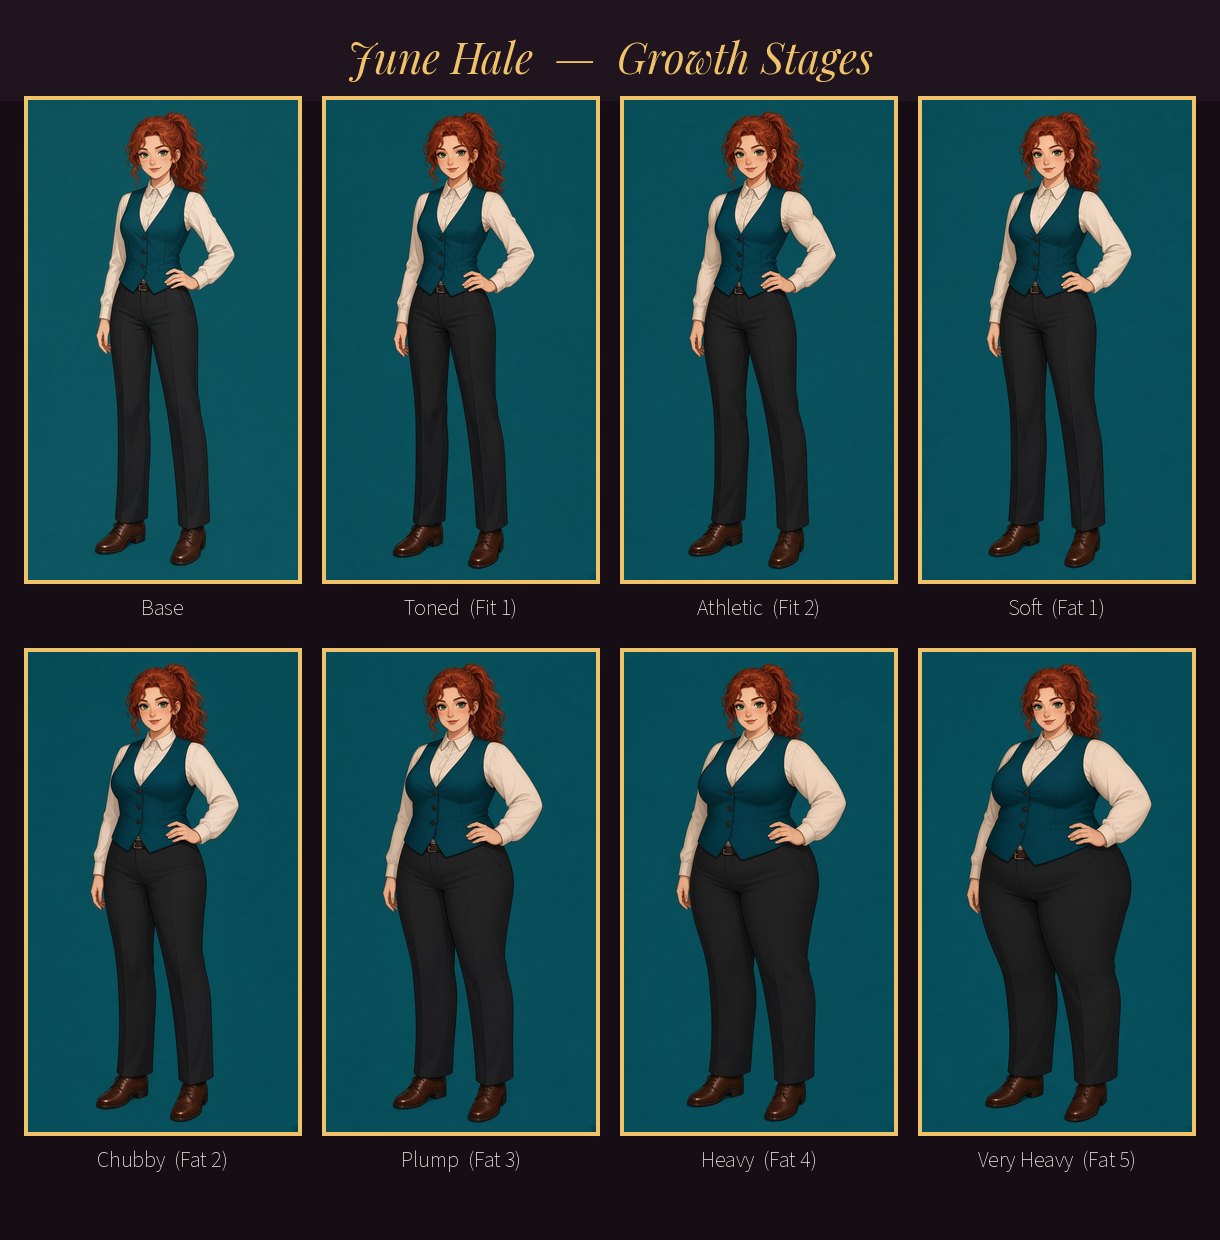 June Hale — Growth Stages
Base
Toned (Fit 1)
Athletic (Fit 2)
Soft (Fat 1)
Chubby (Fat 2)
Plump (Fat 3)
Heavy (Fat 4)
Very Heavy (Fat 5)